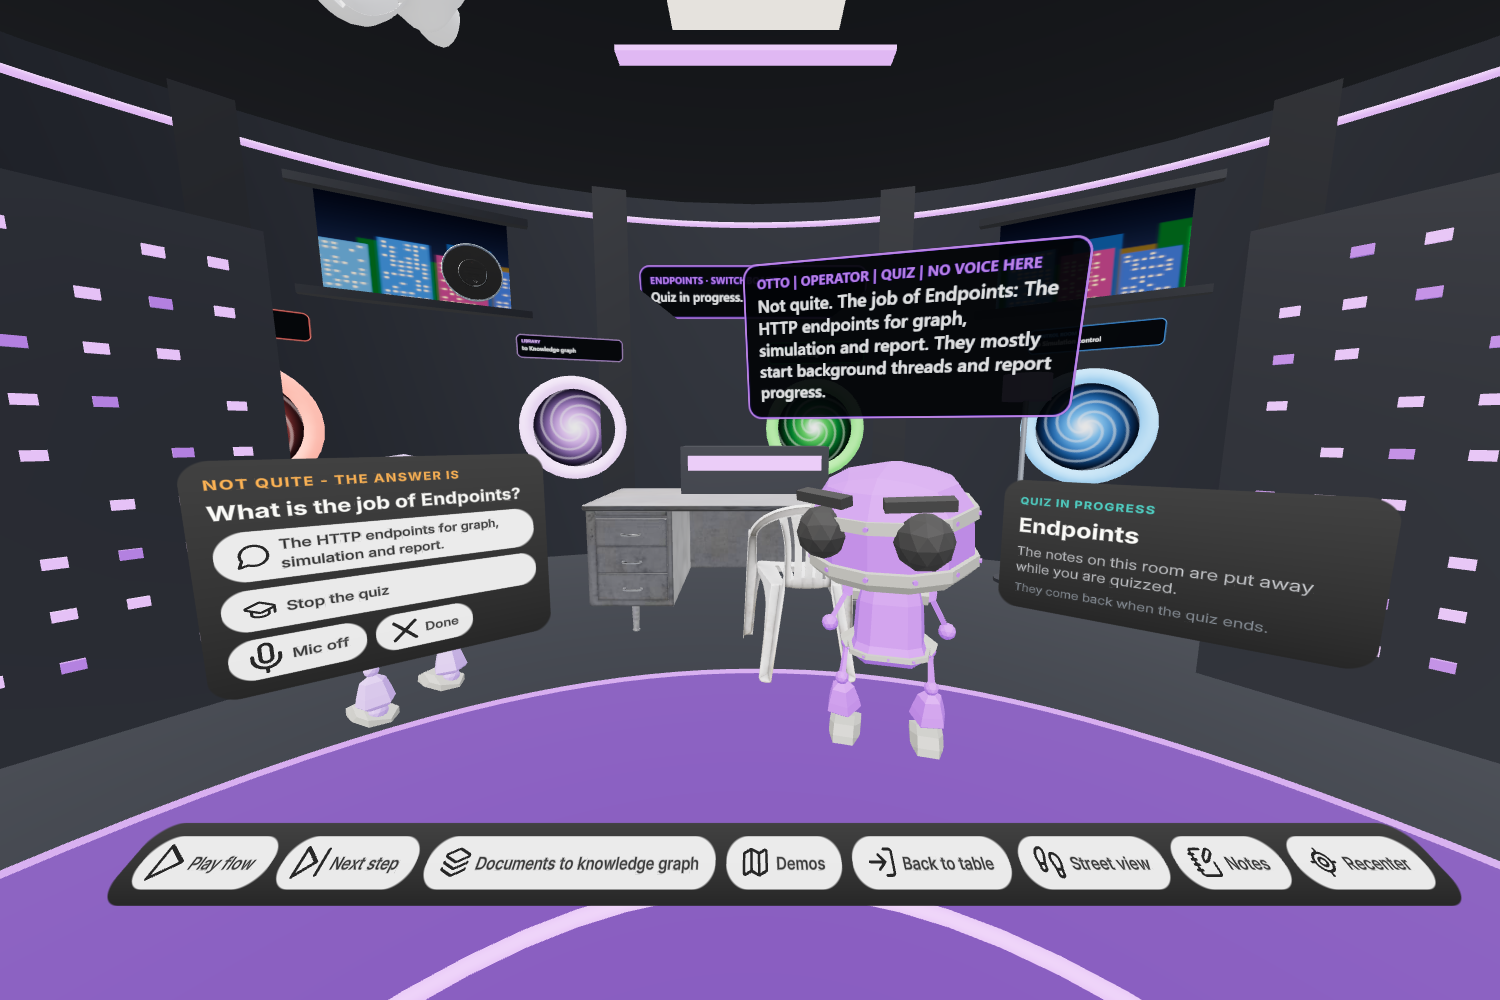 OTTO | OPERATOR | QUIZ | NO VOICE HERE
Not quite. The job of Endpoints: The
HTTP endpoints for graph,
simulation and report. They mostly
start background threads and report
progress.
ENDPOINTS · SWITCH
Quiz in progress.
LIBRARY
to Knowledge graph
NOT QUITE - THE ANSWER IS
What is the job of Endpoints?
The HTTP endpoints for graph,
simulation and report.
Stop the quiz
Mic off
Done
QUIZ IN PROGRESS
Endpoints
The notes on this room are put away
while you are quizzed.
They come back when the quiz ends.
Play flow
Next step
Documents to knowledge graph
Demos
Back to table
Street view
Notes
Recenter